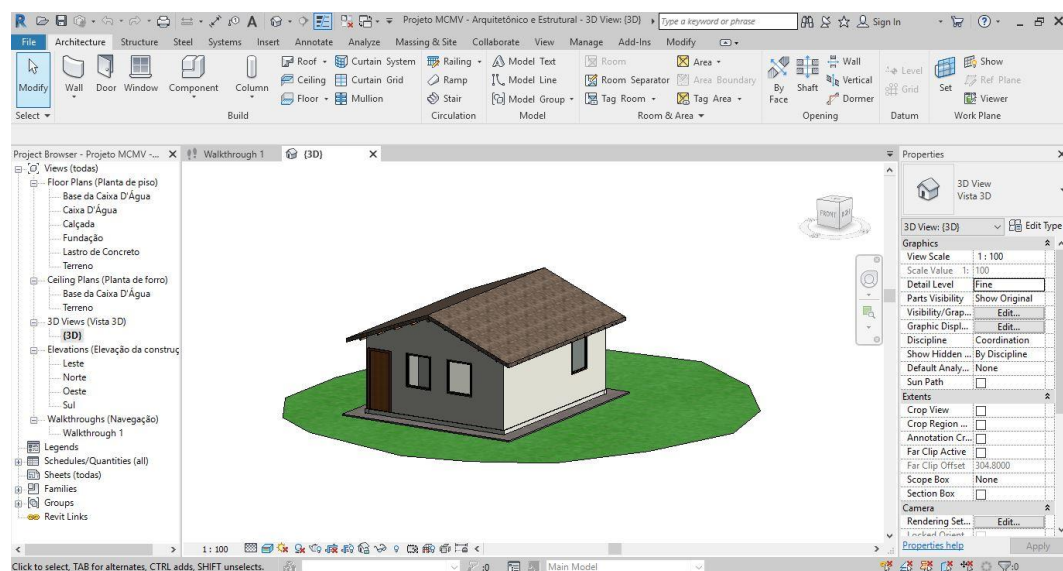 Projeto MCMV - Arquitetônico e Estrutural - 3D View: {3D}
Type a keyword or phrase
Sign In
File Architecture Structure Steel Systems Insert Annotate Analyze Massing & Site Collaborate View Manage Add-Ins Modify
Modify
Wall
Door
Window
Component
Column
Roof
Ceiling
Floor
Curtain System
Curtain Grid
Mullion
Railing
Ramp
Stair
Model Text
Model Line
Model Group
Room
Room Separator
Tag Room
Area
Area Boundary
Tag Area
By Face
Shaft
Wall
Vertical
Dormer
Level
Grid
Set
Show
Ref Plane
Viewer
Select Build Circulation Model Room & Area Opening Datum Work Plane
Project Browser - Projeto MCMV -...
Walkthrough 1
{3D}
Views (todas)
Floor Plans (Planta de piso)
Base da Caixa D'Água
Caixa D'Água
Calçada
Fundação
Lastro de Concreto
Terreno
Ceiling Plans (Planta de forro)
Base da Caixa D'Água
Terreno
3D Views (Vista 3D)
{3D}
Elevations (Elevação da construç
Leste
Norte
Oeste
Sul
Walkthroughs (Navegação)
Walkthrough 1
Legends
Schedules/Quantities (all)
Sheets (todas)
Families
Groups
Revit Links
FRONT
Properties
3D View
Vista 3D
3D View: {3D}
Edit Type
Graphics
View Scale 1 : 100
Scale Value 1: 100
Detail Level Fine
Parts Visibility Show Original
Visibility/Grap... Edit...
Graphic Displ... Edit...
Discipline Coordination
Show Hidden ... By Discipline
Default Analy... None
Sun Path
Extents
Crop View
Crop Region ...
Annotation Cr...
Far Clip Active
Far Clip Offset 304.8000
Scope Box None
Section Box
Camera
Rendering Set... Edit...
Locked Orient
Properties help
Apply
1 : 100
Click to select, TAB for alternates, CTRL adds, SHIFT unselects.
:0
Main Model
:0